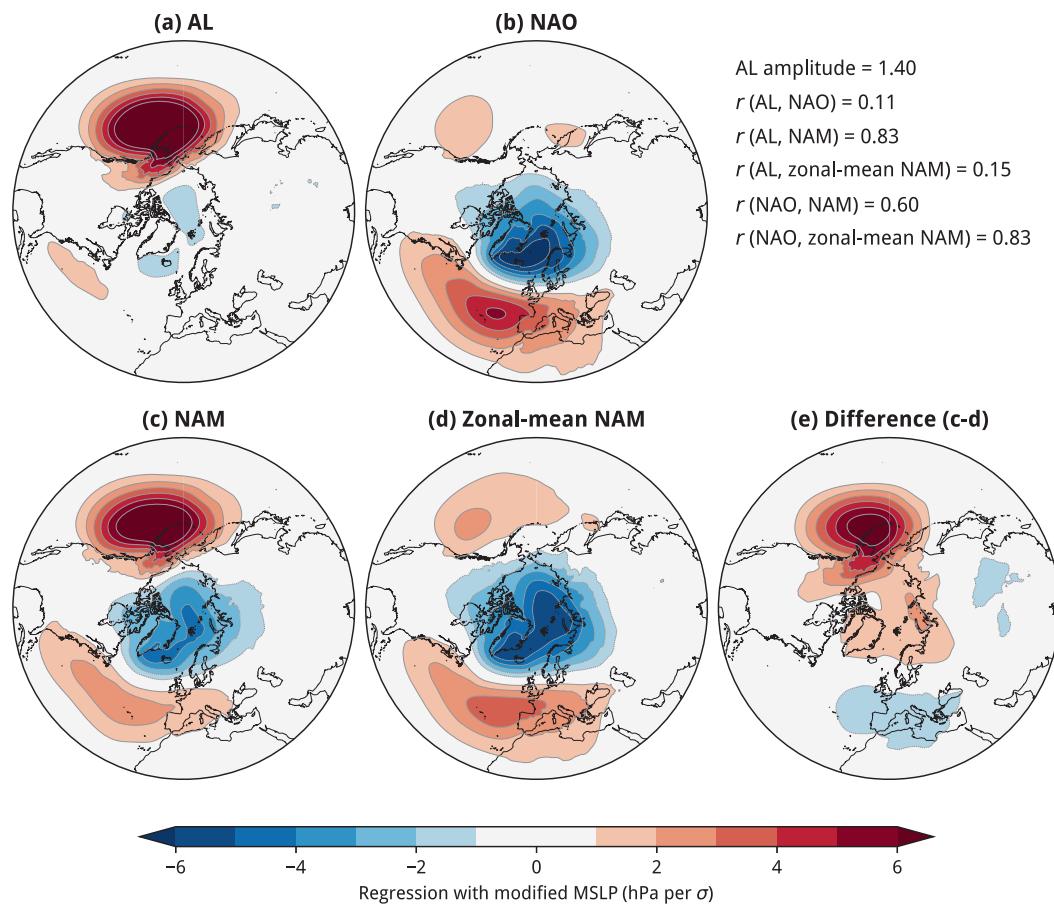 (a) AL
(b) NAO
AL amplitude = 1.40
r (AL, NAO) = 0.11
r (AL, NAM) = 0.83
r (AL, zonal-mean NAM) = 0.15
r (NAO, NAM) = 0.60
r (NAO, zonal-mean NAM) = 0.83
(c) NAM
(d) Zonal-mean NAM
(e) Difference (c-d)
−6 −4 −2 0 2 4 6
Regression with modified MSLP (hPa per σ)